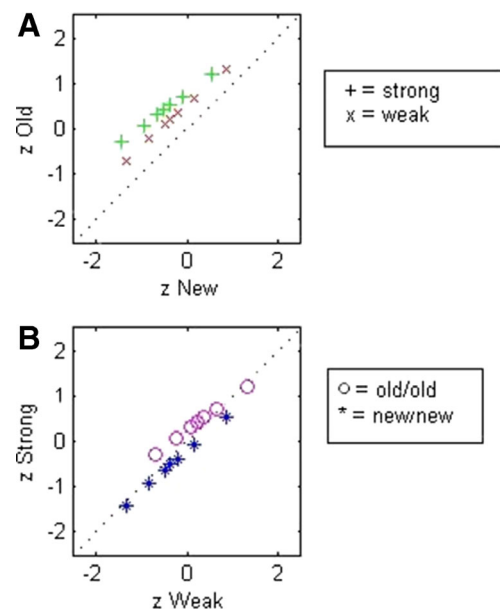 A
2
1
0
-1
-2
z Old
-2 0 2
z New
+ = strong
x = weak
B
2
1
0
-1
-2
z Strong
-2 0 2
z Weak
O = old/old
* = new/new